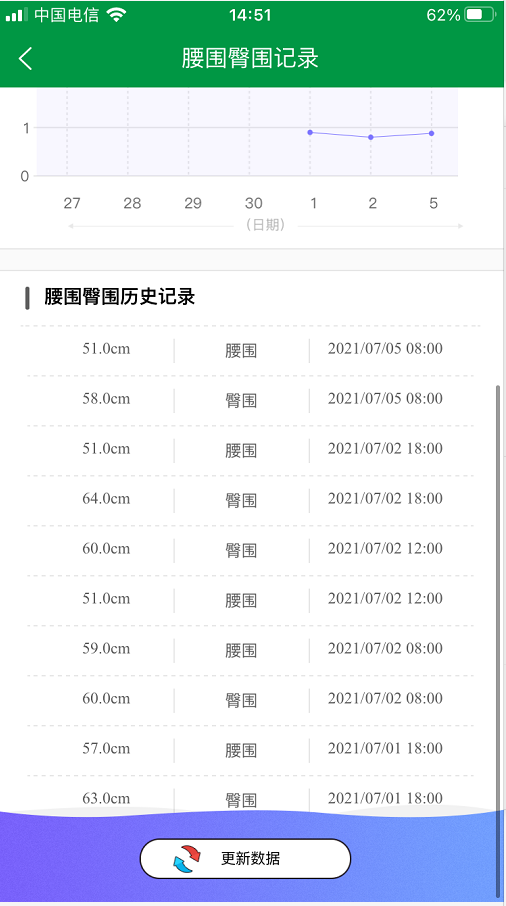 中国电信 14:51 62%
腰围臀围记录
1
0
27 28 29 30 1 2 5
（日期）
腰围臀围历史记录
51.0cm 腰围 2021/07/05 08:00
58.0cm 臀围 2021/07/05 08:00
51.0cm 腰围 2021/07/02 18:00
64.0cm 臀围 2021/07/02 18:00
60.0cm 臀围 2021/07/02 12:00
51.0cm 腰围 2021/07/02 12:00
59.0cm 腰围 2021/07/02 08:00
60.0cm 臀围 2021/07/02 08:00
57.0cm 腰围 2021/07/01 18:00
63.0cm 臀围 2021/07/01 18:00
更新数据